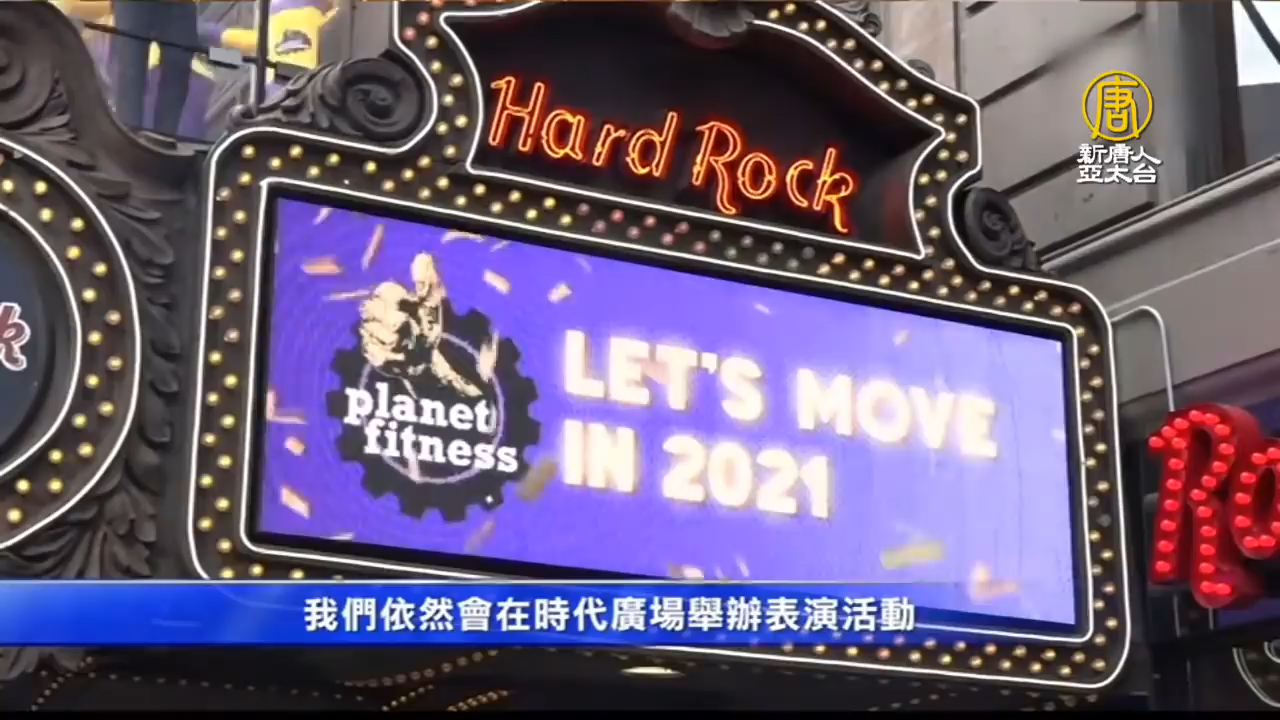 Hard Rock
唐
新唐人
亞太台
planet
fitness
LET'S MOVE
IN 2021
我們依然會在時代廣場舉辦表演活動